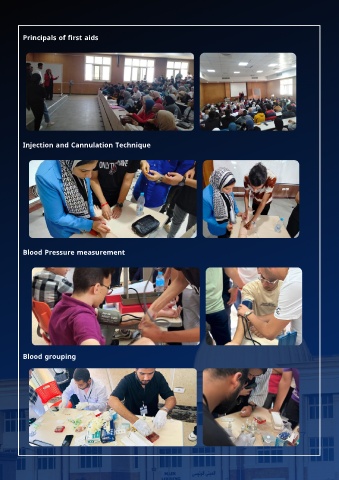 Principals of first aids
Injection and Cannulation Technique
Blood Pressure measurement
Blood grouping